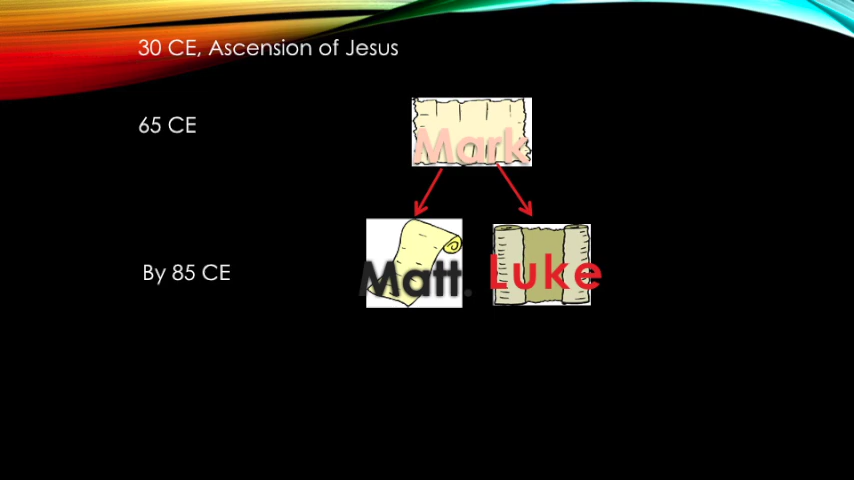 30 CE, Ascension of Jesus
65 CE
Mark
By 85 CE
Matt.
Luke